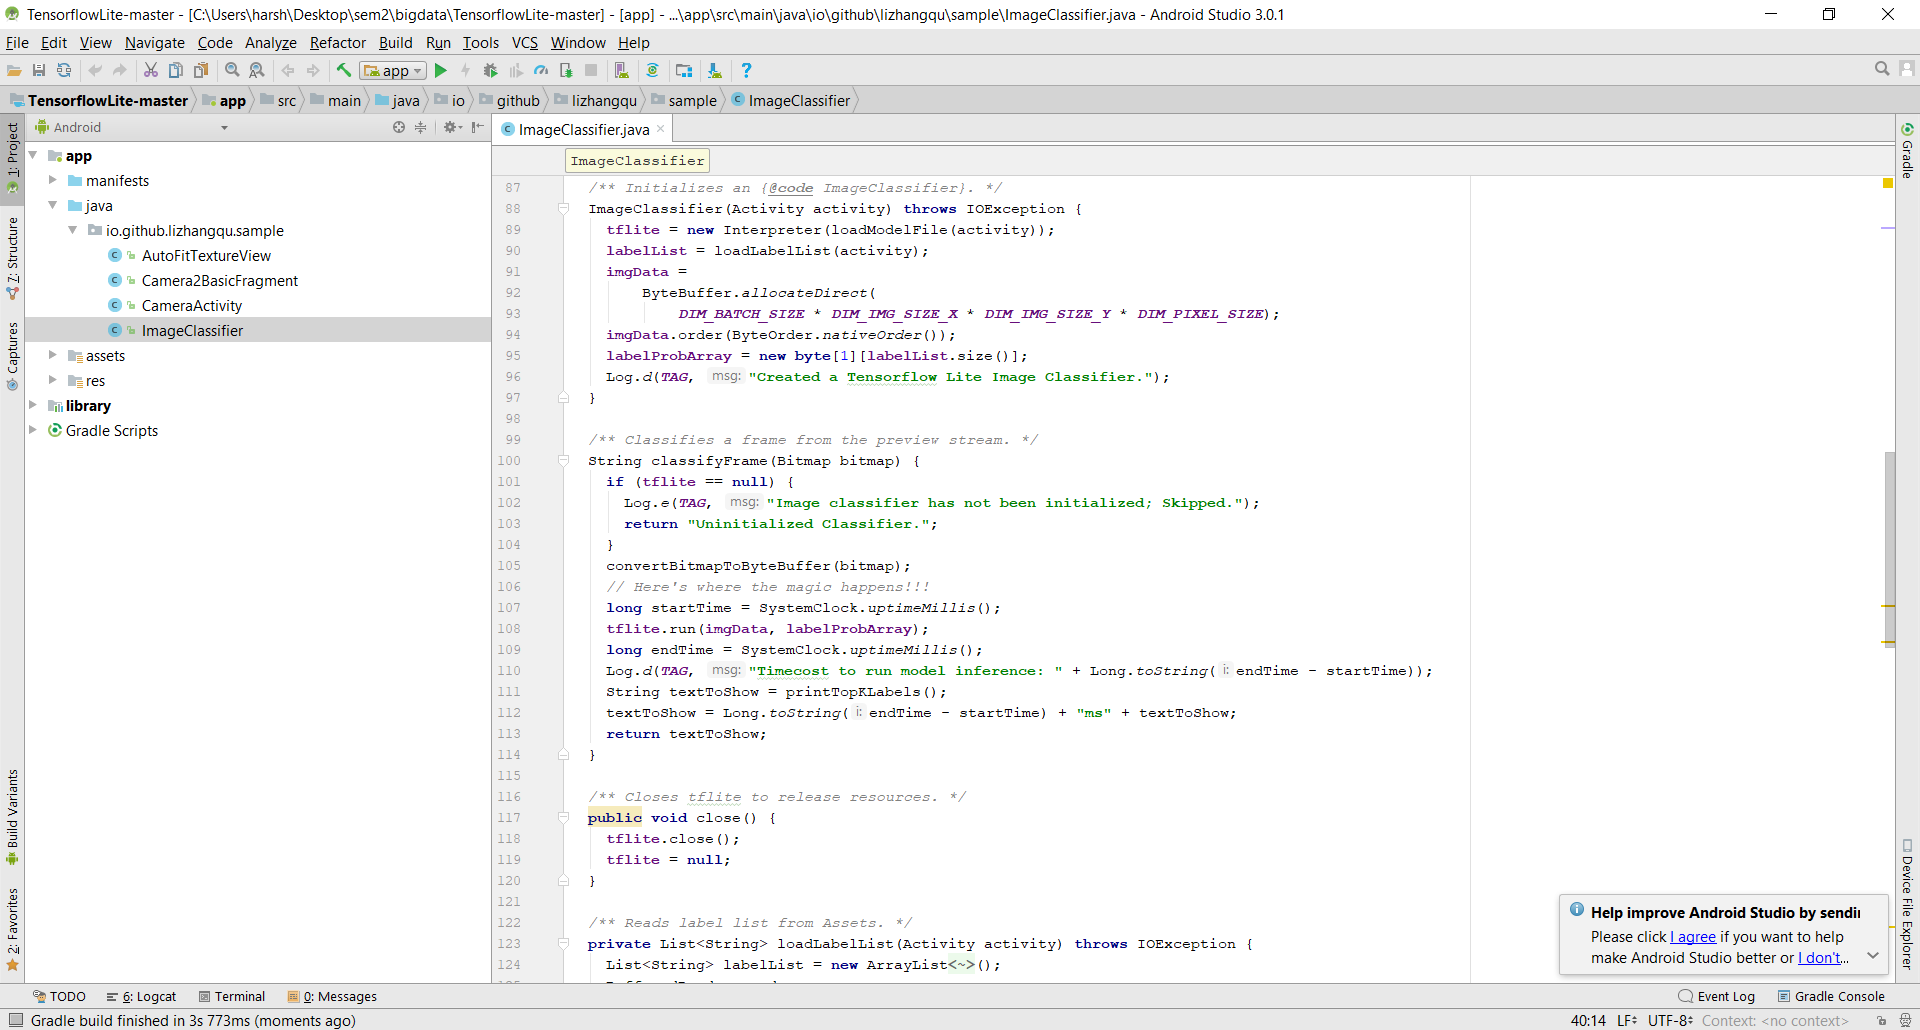 TensorflowLite-master - [C:\Users\harsh\Desktop\sem2\bigdata\TensorflowLite-master] - [app] - ...\app\src\main\java\io\github\lizhangqu\sample\ImageClassifier.java - Android Studio 3.0.1
File Edit View Navigate Code Analyze Refactor Build Run Tools VCS Window Help
app
TensorflowLite-master app src main java io github lizhangqu sample ImageClassifier
1: Project
7: Structure
Captures
Build Variants
2: Favorites
Android
app
manifests
java
io.github.lizhangqu.sample
AutoFitTextureView
Camera2BasicFragment
CameraActivity
ImageClassifier
assets
res
library
Gradle Scripts
ImageClassifier.java
ImageClassifier
87 /** Initializes an {@code ImageClassifier}. */
88 ImageClassifier(Activity activity) throws IOException {
89 tflite = new Interpreter(loadModelFile(activity));
90 labelList = loadLabelList(activity);
91 imgData =
92 ByteBuffer.allocateDirect(
93 DIM_BATCH_SIZE * DIM_IMG_SIZE_X * DIM_IMG_SIZE_Y * DIM_PIXEL_SIZE);
94 imgData.order(ByteOrder.nativeOrder());
95 labelProbArray = new byte[1][labelList.size()];
96 Log.d(TAG, msg: "Created a Tensorflow Lite Image Classifier.");
97 }
98
99 /** Classifies a frame from the preview stream. */
100 String classifyFrame(Bitmap bitmap) {
101 if (tflite == null) {
102 Log.e(TAG, msg: "Image classifier has not been initialized; Skipped.");
103 return "Uninitialized Classifier.";
104 }
105 convertBitmapToByteBuffer(bitmap);
106 // Here's where the magic happens!!!
107 long startTime = SystemClock.uptimeMillis();
108 tflite.run(imgData, labelProbArray);
109 long endTime = SystemClock.uptimeMillis();
110 Log.d(TAG, msg: "Timecost to run model inference: " + Long.toString( i: endTime - startTime));
111 String textToShow = printTopKLabels();
112 textToShow = Long.toString( i: endTime - startTime) + "ms" + textToShow;
113 return textToShow;
114 }
115
116 /** Closes tflite to release resources. */
117 public void close() {
118 tflite.close();
119 tflite = null;
120 }
121
122 /** Reads label list from Assets. */
123 private List<String> loadLabelList(Activity activity) throws IOException {
124 List<String> labelList = new ArrayList<~>();
Gradle
Device File Explorer
Help improve Android Studio by sendin
Please click I agree if you want to help
make Android Studio better or I don't...
TODO 6: Logcat Terminal 0: Messages Event Log Gradle Console
Gradle build finished in 3s 773ms (moments ago) 40:14 LF UTF-8 Context: <no context>